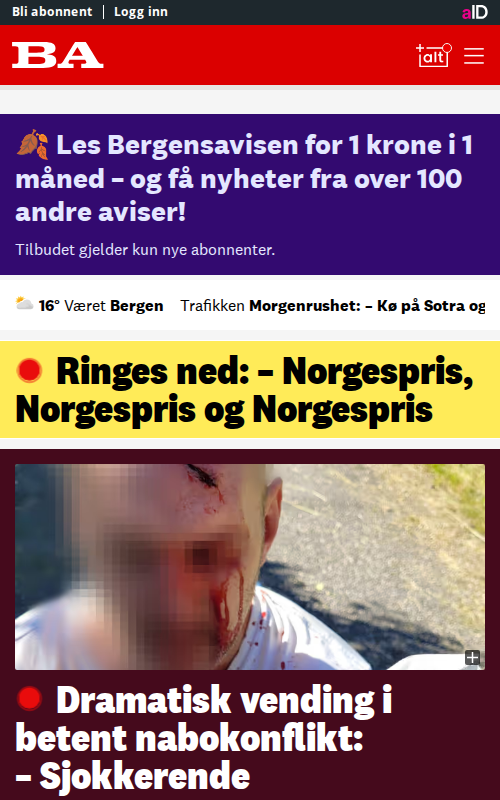 Bli abonnent | Logg inn
aID
BA
alt
Les Bergensavisen for 1 krone i 1
måned – og få nyheter fra over 100
andre aviser!
Tilbudet gjelder kun nye abonnenter.
16° Været Bergen Trafikken Morgenrushet: – Kø på Sotra og
Ringes ned: – Norgespris,
Norgespris og Norgespris
Dramatisk vending i
betent nabokonflikt:
– Sjokkerende